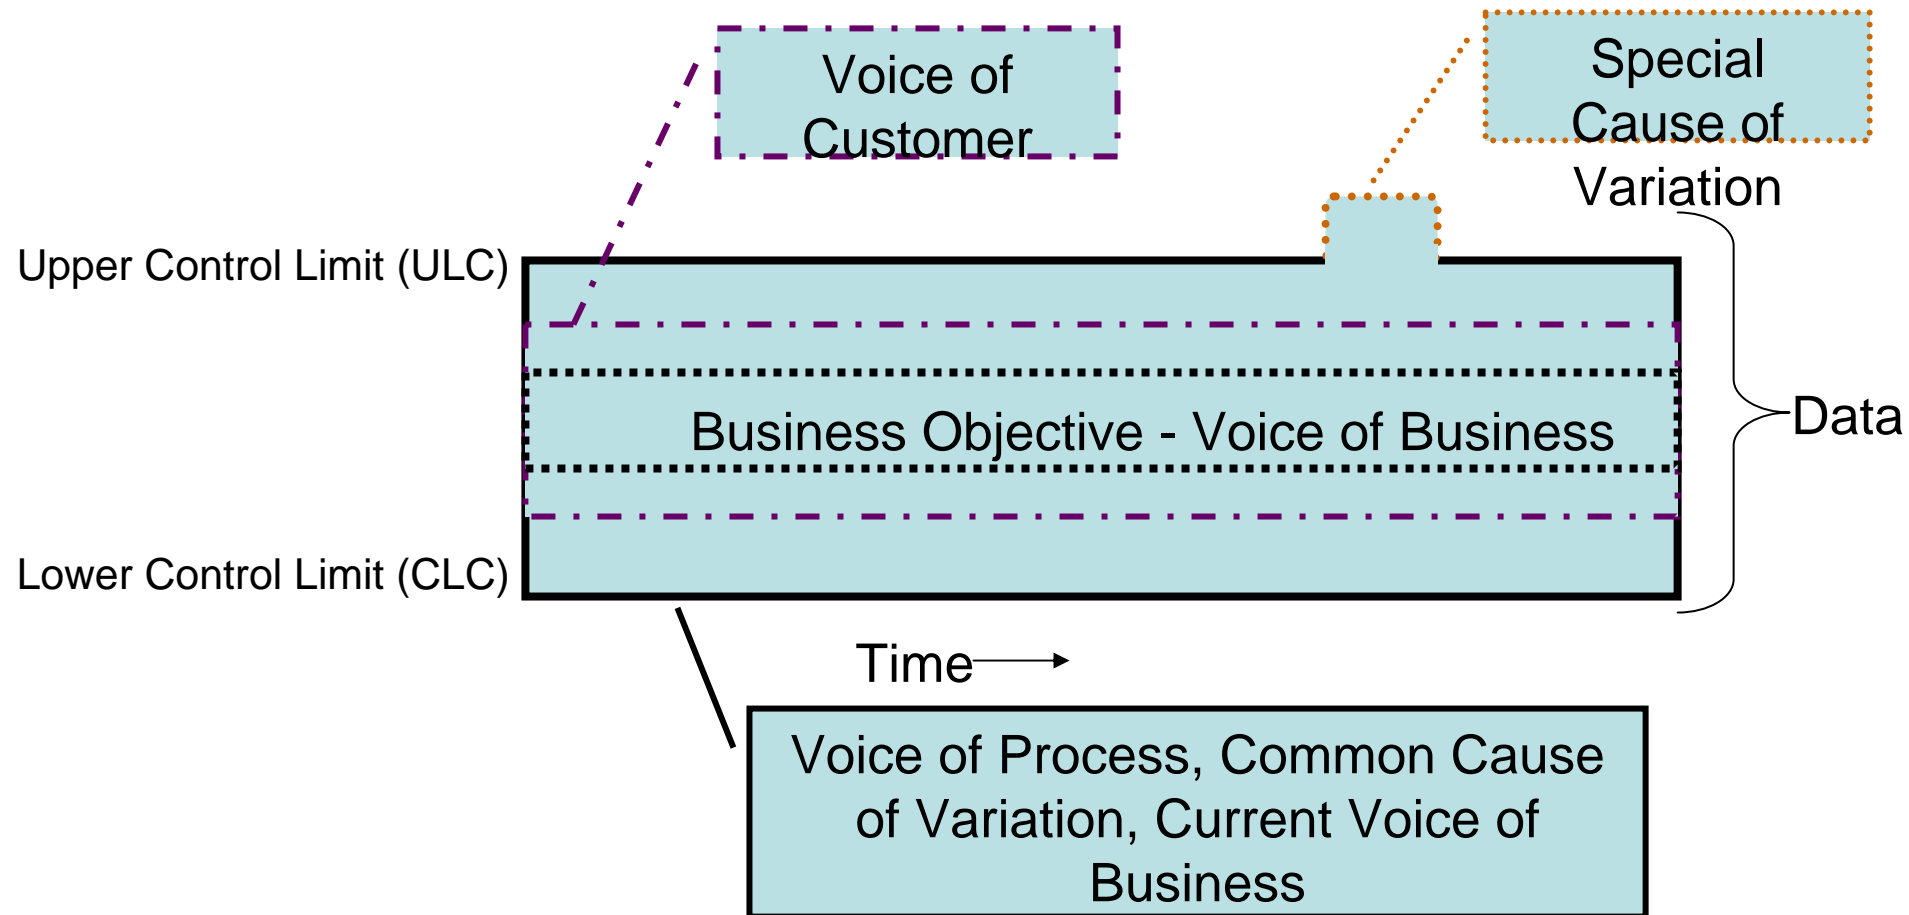 Voice of
Customer
Special
Cause of
Variation
Upper Control Limit (ULC)
Business Objective - Voice of Business
Data
Lower Control Limit (CLC)
Time
Voice of Process, Common Cause
of Variation, Current Voice of
Business